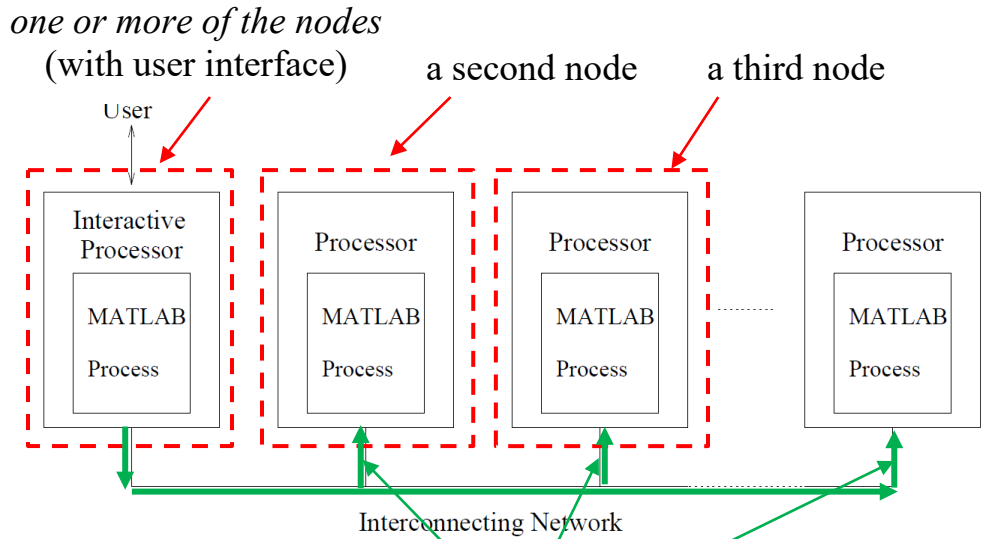 one or more of the nodes
(with user interface)
a second node
a third node
User
Interactive
Processor
MATLAB
Process
Processor
MATLAB
Process
Processor
MATLAB
Process
Processor
MATLAB
Process
Interconnecting Network